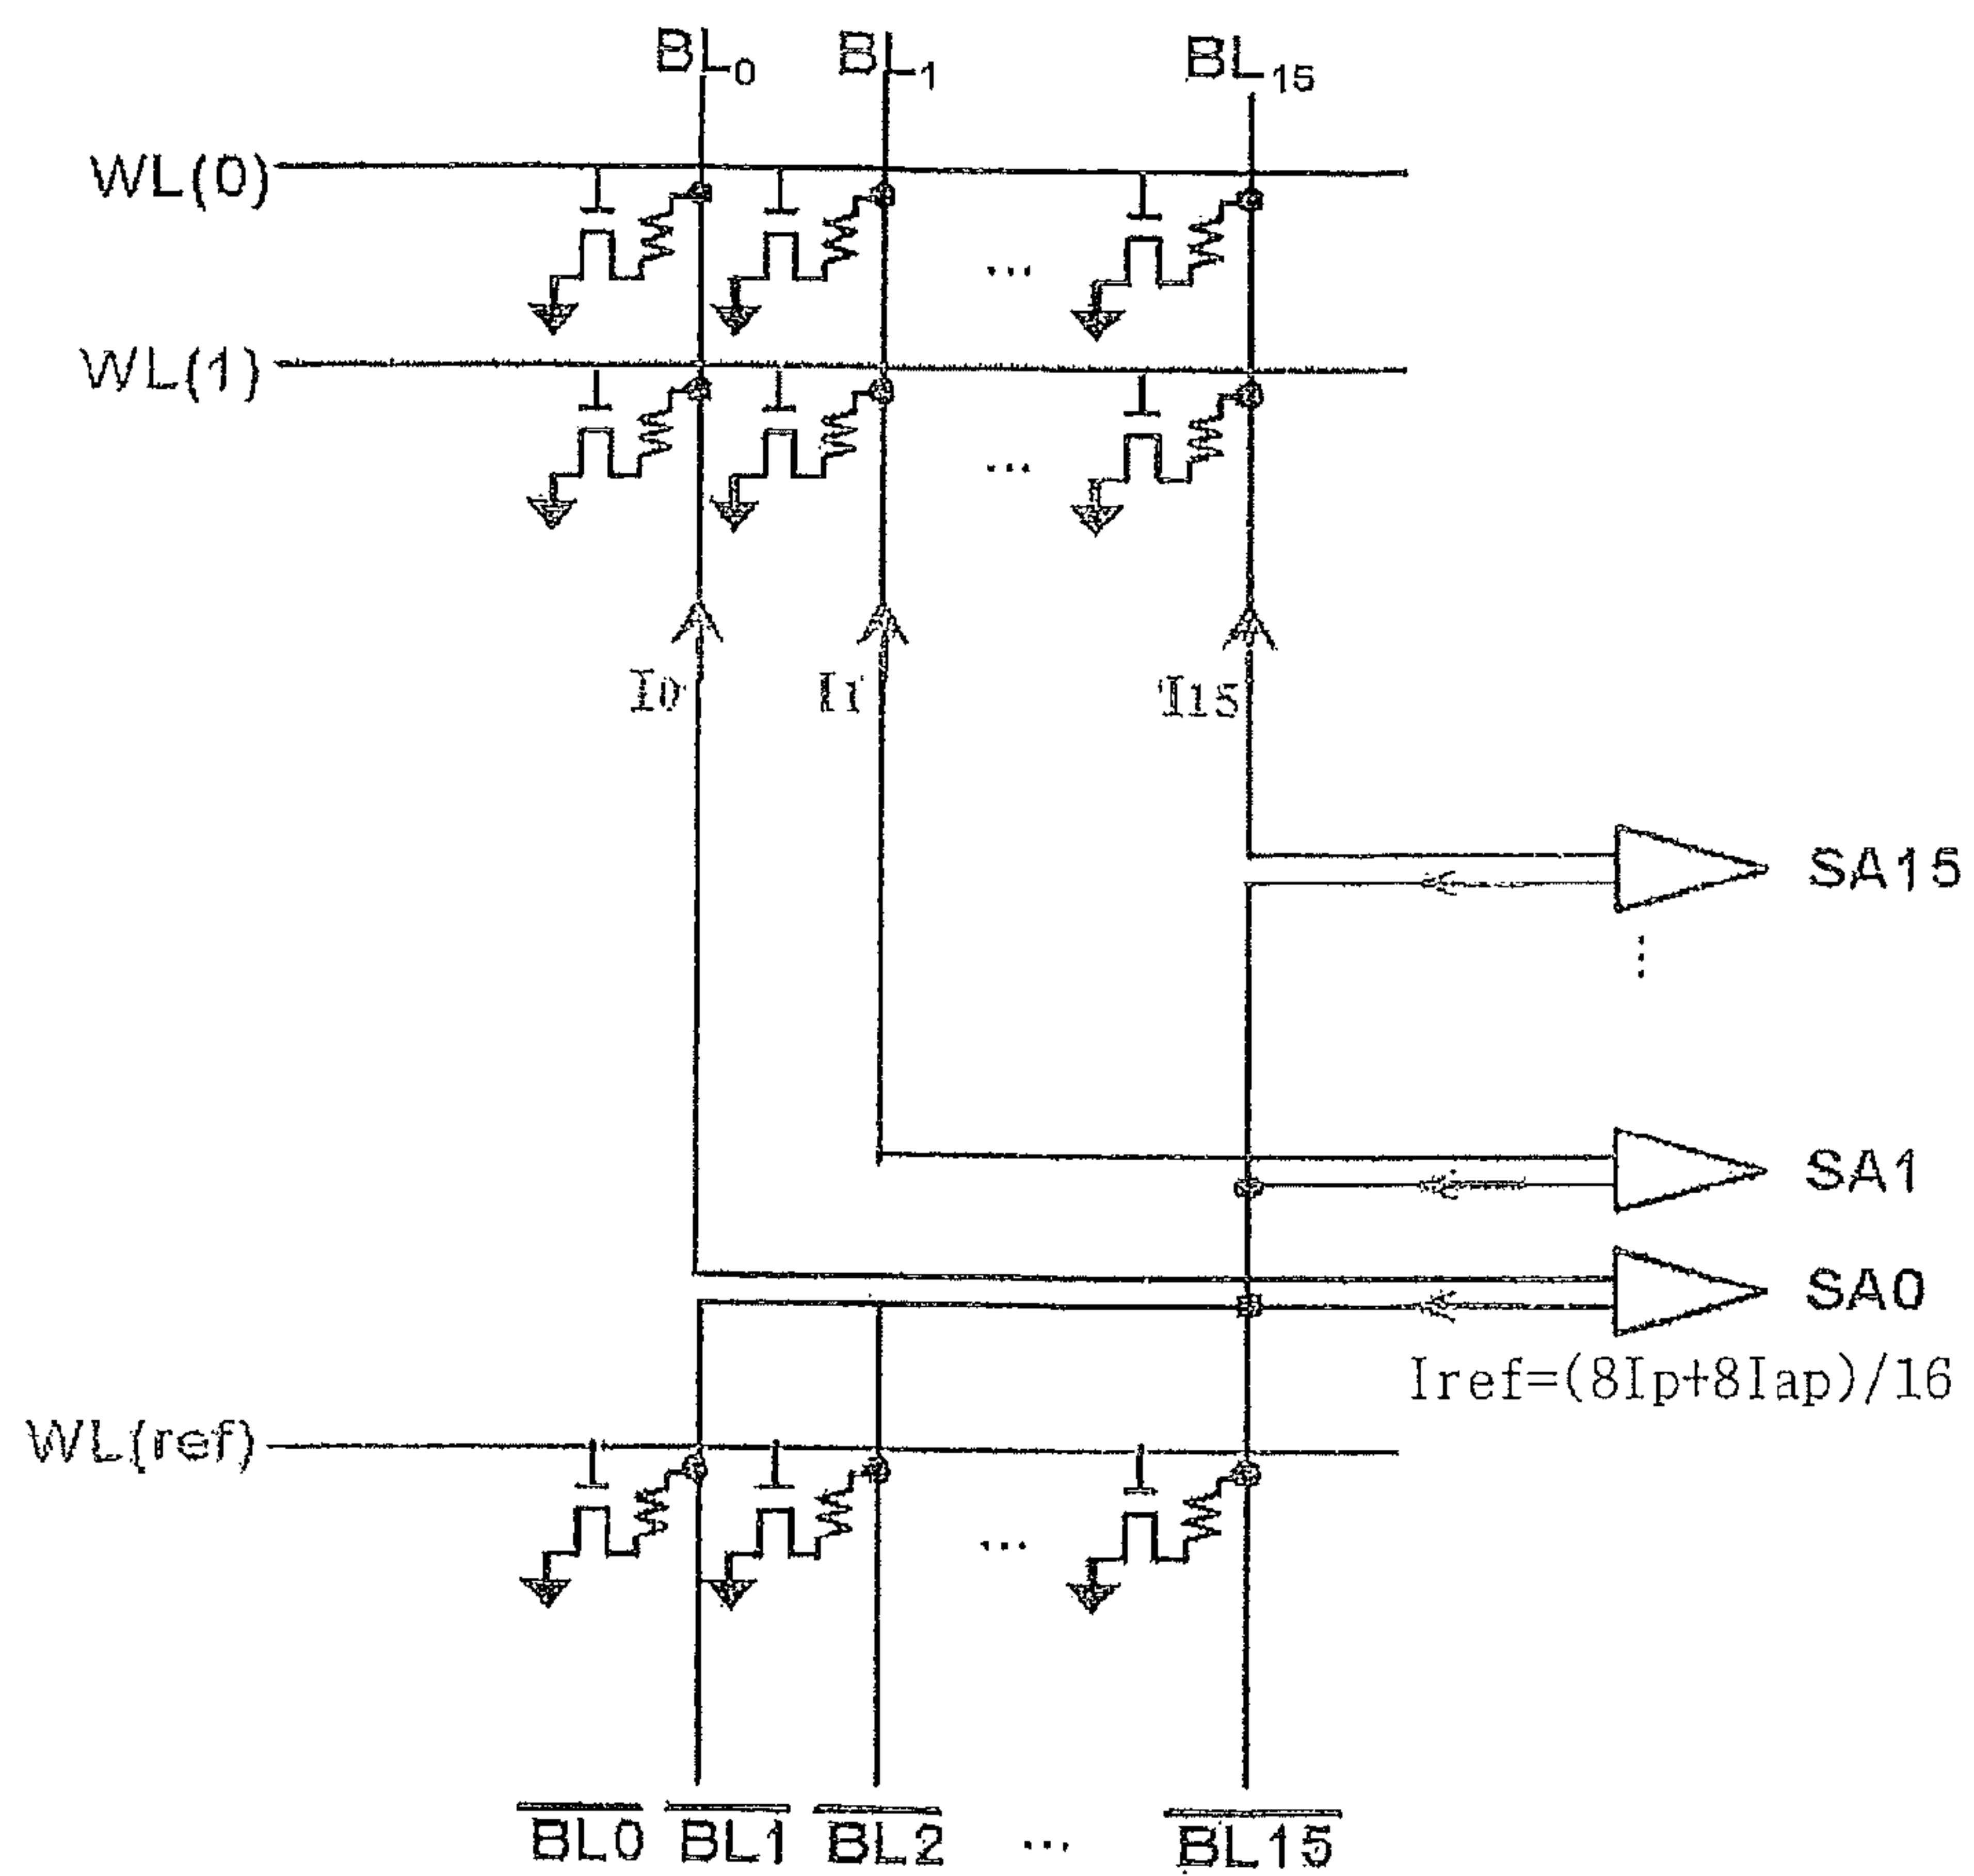 BL0 BL1 BL15
WL(0)
...
WL(1)
...
I0 I1 I15
SA15
...
SA1
SA0
Iref=(8Ip+8Iap)/16
WL(ref)
...
BL0 BL1 BL2 ... BL15